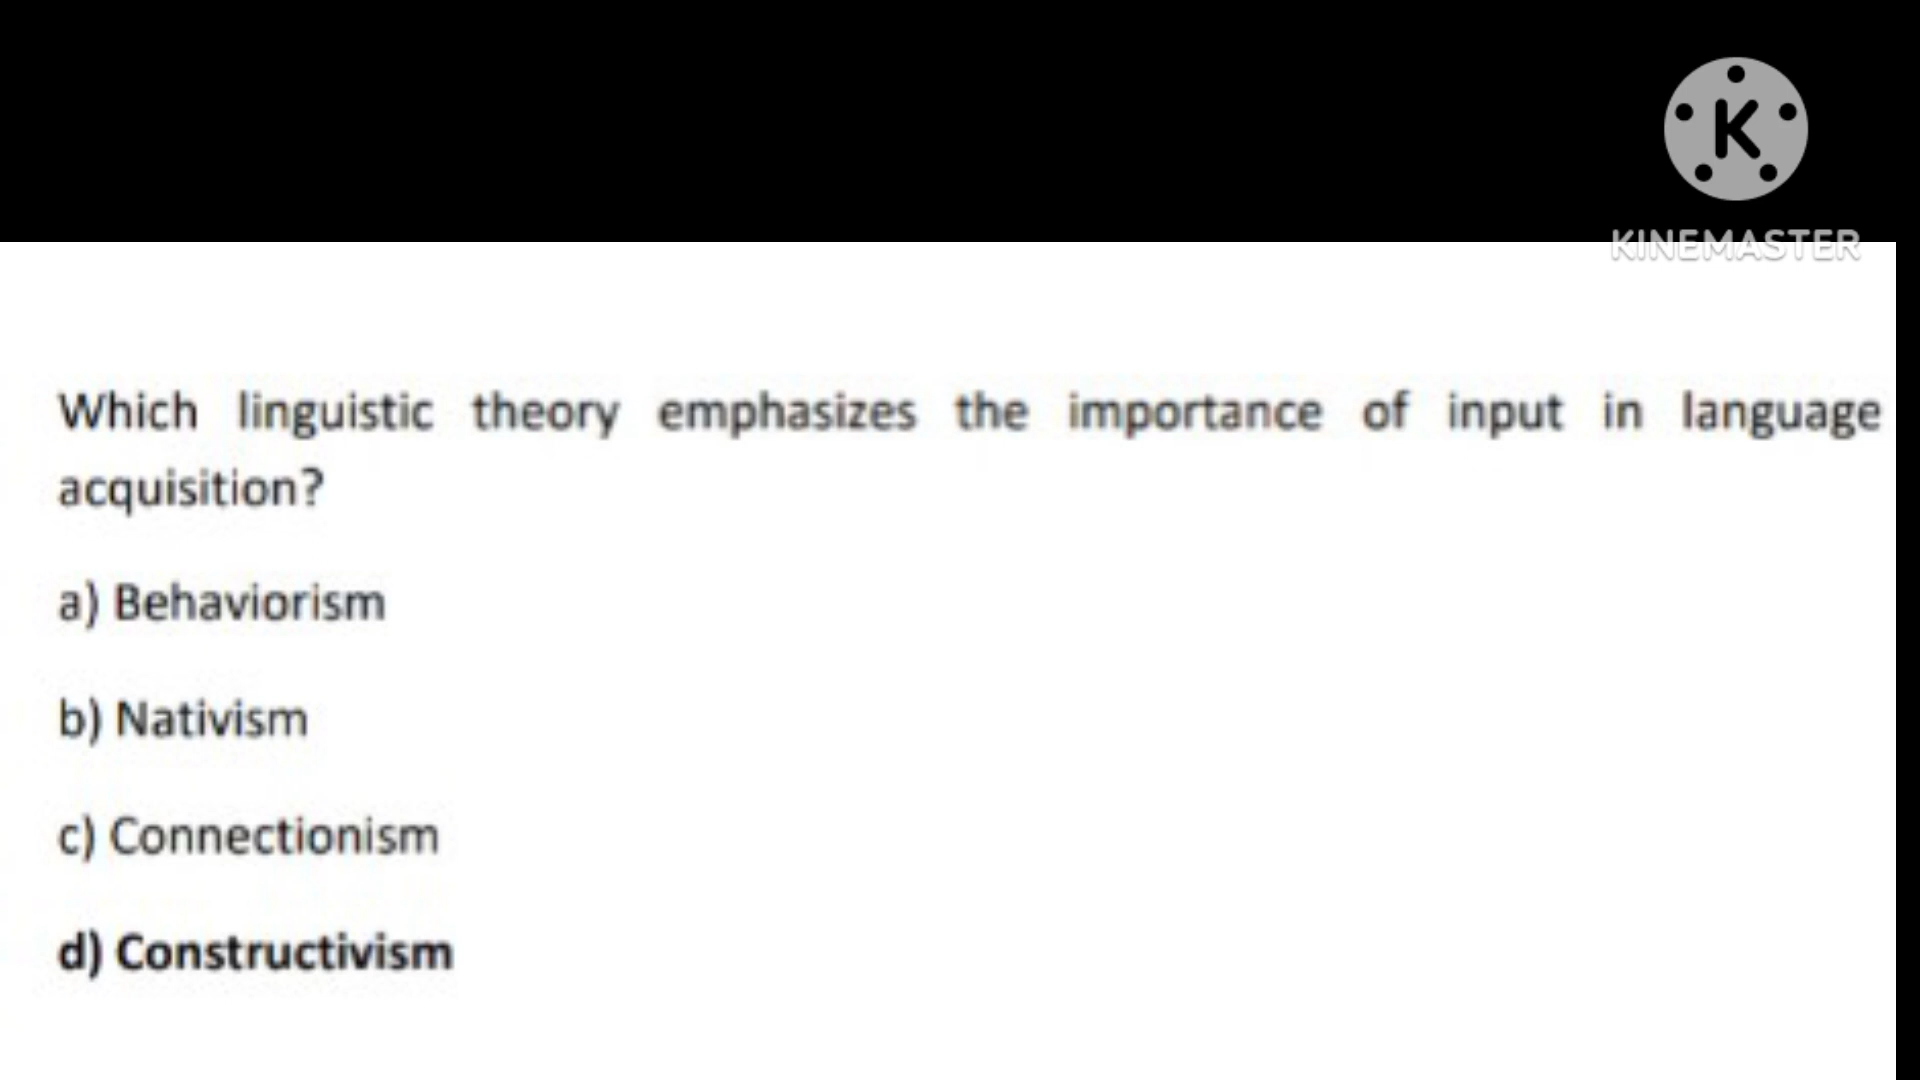 K
KINEMASTER
Which linguistic theory emphasizes the importance of input in language
acquisition?
a) Behaviorism
b) Nativism
c) Connectionism
d) Constructivism